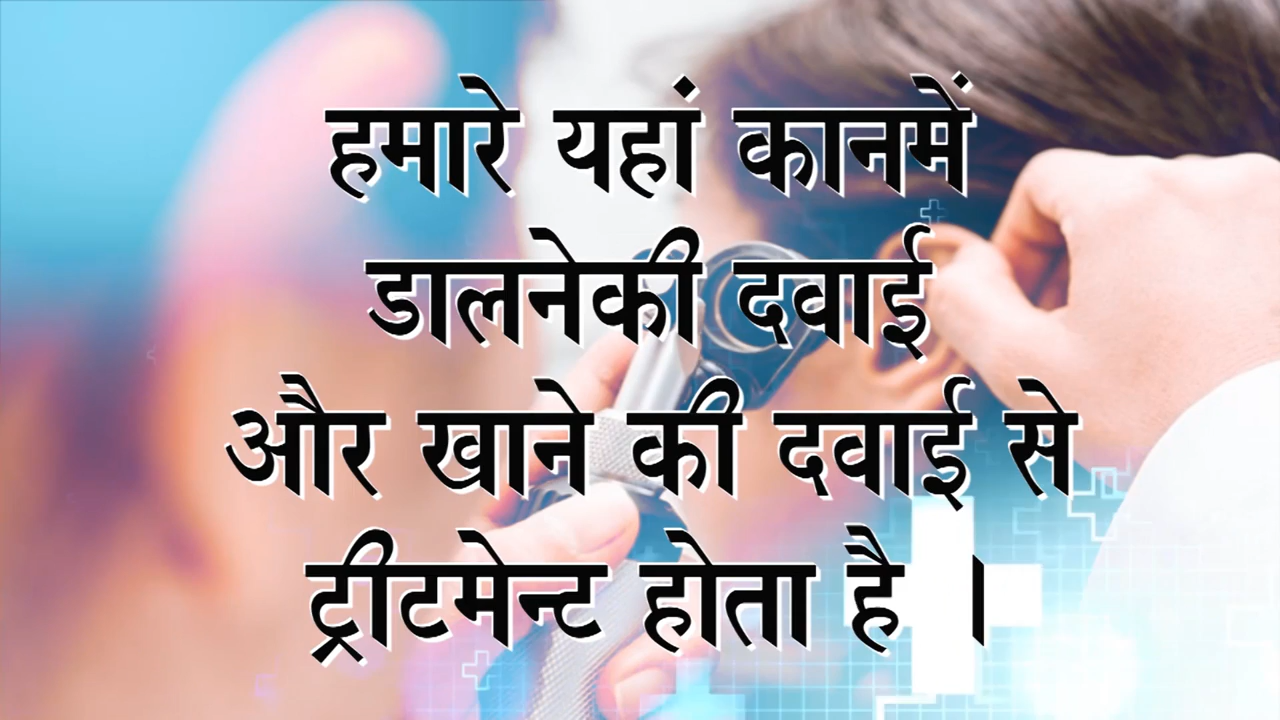 हमारे यहां कानमें
डालनेकी दवाई
और खाने की दवाई से
ट्रीटमेन्ट होता है ।